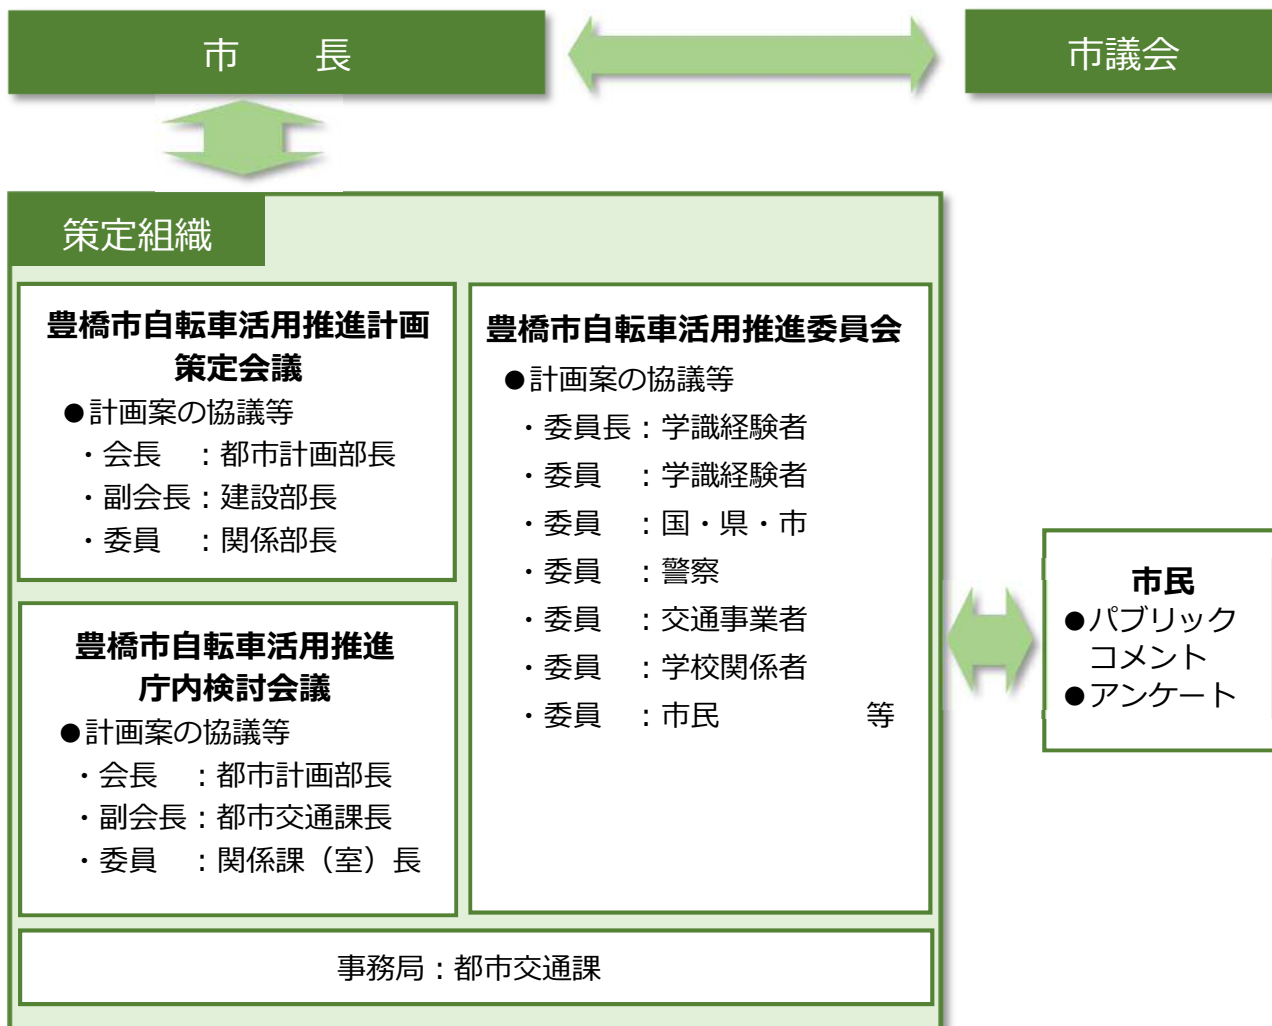 市　　長
市議会
策定組織
豊橋市自転車活用推進計画
策定会議
●計画案の協議等
・会長　：都市計画部長
・副会長：建設部長
・委員　：関係部長
豊橋市自転車活用推進
庁内検討会議
●計画案の協議等
・会長　：都市計画部長
・副会長：都市交通課長
・委員　：関係課（室）長
豊橋市自転車活用推進委員会
●計画案の協議等
・委員長：学識経験者
・委員　：学識経験者
・委員　：国・県・市
・委員　：警察
・委員　：交通事業者
・委員　：学校関係者
・委員　：市民　　　　　等
事務局：都市交通課
市民
●パブリック
コメント
●アンケート